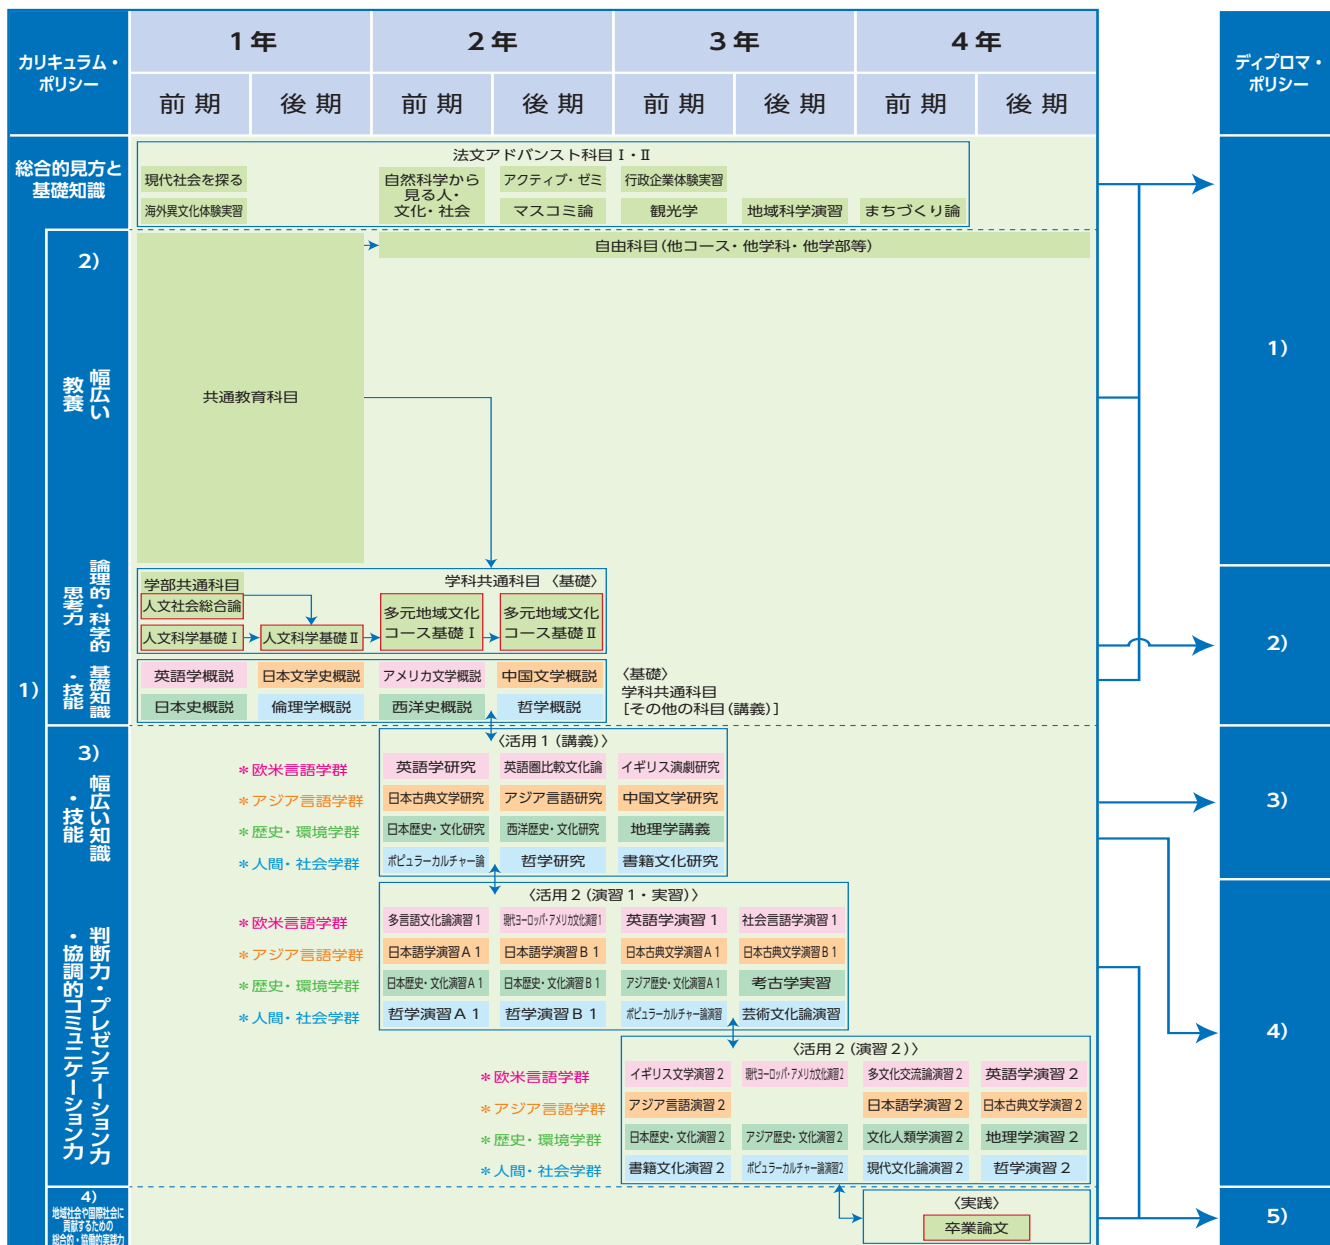 カリキュラム・
ポリシー
1年
2年
3年
4年
前期
後期
前期
後期
前期
後期
前期
後期
ディプロマ・
ポリシー
総合的見方と
基礎知識
法文アドバンスト科目Ⅰ・Ⅱ
現代社会を探る
海外異文化体験実習
自然科学から
見る人・
文化・社会
アクティブ・ゼミ
マスコミ論
行政企業体験実習
観光学
地域科学演習
まちづくり論
1）
2）
幅広い
教養
論理的・科学的
思考力
基礎知識
・技能
共通教育科目
自由科目（他コース・他学科・他学部等）
学部共通科目
学科共通科目 〈基礎〉
人文社会総合論
人文科学基礎Ⅰ
人文科学基礎Ⅱ
多元地域文化
コース基礎Ⅰ
多元地域文化
コース基礎Ⅱ
英語学概説
日本文学史概説
アメリカ文学概説
中国文学概説
日本史概説
倫理学概説
西洋史概説
哲学概説
〈基礎〉
学科共通科目
［その他の科目（講義）］
3）
幅広い知識
・技能
判断力・プレゼンテーション力
・協調的コミュニケーション力
〈活用1（講義）〉
＊欧米言語学群
英語学研究
英語圏比較文化論
イギリス演劇研究
＊アジア言語学群
日本古典文学研究
アジア言語研究
中国文学研究
＊歴史・環境学群
日本歴史・文化研究
西洋歴史・文化研究
地理学講義
＊人間・社会学群
ポピュラーカルチャー論
哲学研究
書籍文化研究
〈活用2（演習1・実習）〉
＊欧米言語学群
多言語文化論演習1
現代ヨーロッパ・アメリカ文化演習1
英語学演習1
社会言語学演習1
＊アジア言語学群
日本語学演習A1
日本語学演習B1
日本古典文学演習A1
日本古典文学演習B1
＊歴史・環境学群
日本歴史・文化演習A1
日本歴史・文化演習B1
アジア歴史・文化演習A1
考古学実習
＊人間・社会学群
哲学演習A1
哲学演習B1
ポピュラーカルチャー論演習
芸術文化論演習
〈活用2（演習2）〉
＊欧米言語学群
イギリス文学演習2
現代ヨーロッパ・アメリカ文化演習2
多文化交流論演習2
英語学演習2
＊アジア言語学群
アジア言語演習2
日本語学演習2
日本古典文学演習2
＊歴史・環境学群
日本歴史・文化演習2
アジア歴史・文化演習2
文化人類学演習2
地理学演習2
＊人間・社会学群
書籍文化演習2
ポピュラーカルチャー論演習2
現代文化論演習2
哲学演習2
4）
地域社会や国際社会に
貢献するための
総合的・協働的実践力
〈実践〉
卒業論文
1）
2）
3）
4）
5）